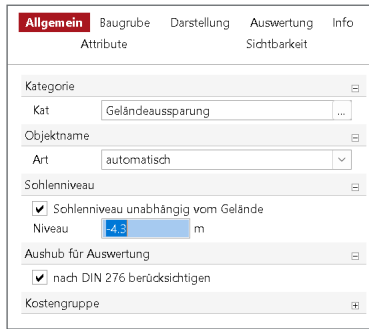 Allgemein Baugrube Darstellung Auswertung Info
Attribute Sichtbarkeit
Kategorie
Kat Geländeaussparung ...
Objektname
Art automatisch
Sohlenniveau
Sohlenniveau unabhängig vom Gelände
Niveau -4.3 m
Aushub für Auswertung
nach DIN 276 berücksichtigen
Kostengruppe